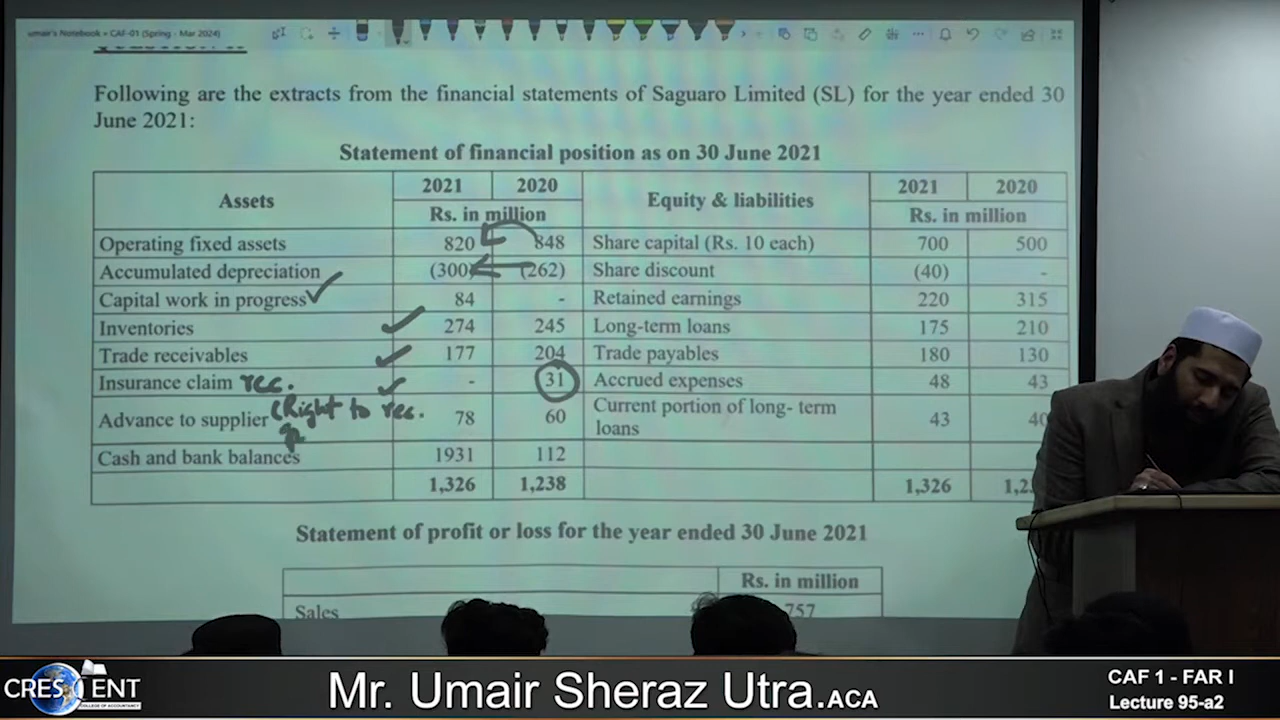 umair's Notebook » CAF-01 (Spring - Mar 2024)
Following are the extracts from the financial statements of Saguaro Limited (SL) for the year ended 30
June 2021:
Statement of financial position as on 30 June 2021
Assets 2021 2020 Equity & liabilities 2021 2020
Rs. in million Rs. in million
Operating fixed assets 820 848 Share capital (Rs. 10 each) 700 500
Accumulated depreciation (300) (262) Share discount (40) -
Capital work in progress 84 - Retained earnings 220 315
Inventories 274 245 Long-term loans 175 210
Trade receivables 177 204 Trade payables 180 130
Insurance claim rec. - 31 Accrued expenses 48 43
Advance to supplier (Right to rec. 78 60 Current portion of long- term loans 43 40
Cash and bank balances 1931 112
1,326 1,238 1,326
Statement of profit or loss for the year ended 30 June 2021
Rs. in million
Sales 757
CRESCENT
COLLEGE OF ACCOUNTANCY
Mr. Umair Sheraz Utra.ACA
CAF 1 - FAR I
Lecture 95-a2